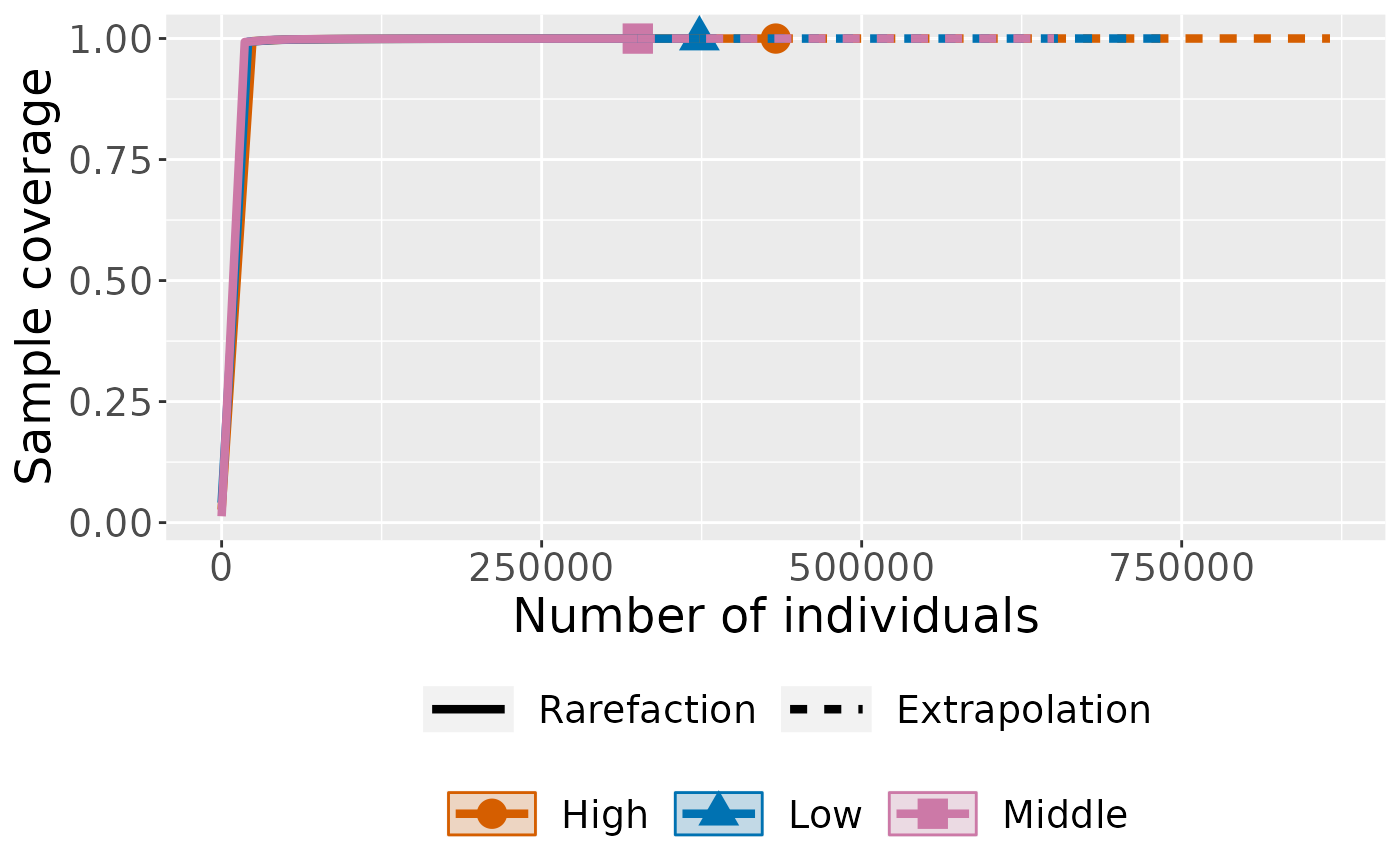 Sample coverage
1.00
0.75
0.50
0.25
0.00
0 250000 500000 750000
Number of individuals
Rarefaction Extrapolation
High Low Middle